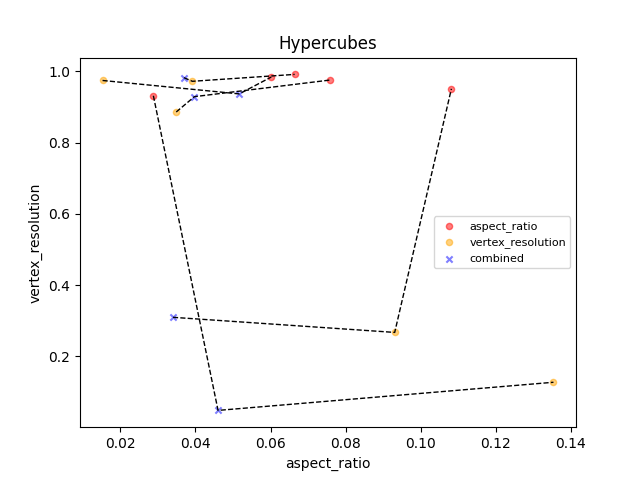 Hypercubes
vertex_resolution
1.0
0.8
0.6
0.4
0.2
aspect_ratio
vertex_resolution
combined
0.02 0.04 0.06 0.08 0.10 0.12 0.14
aspect_ratio